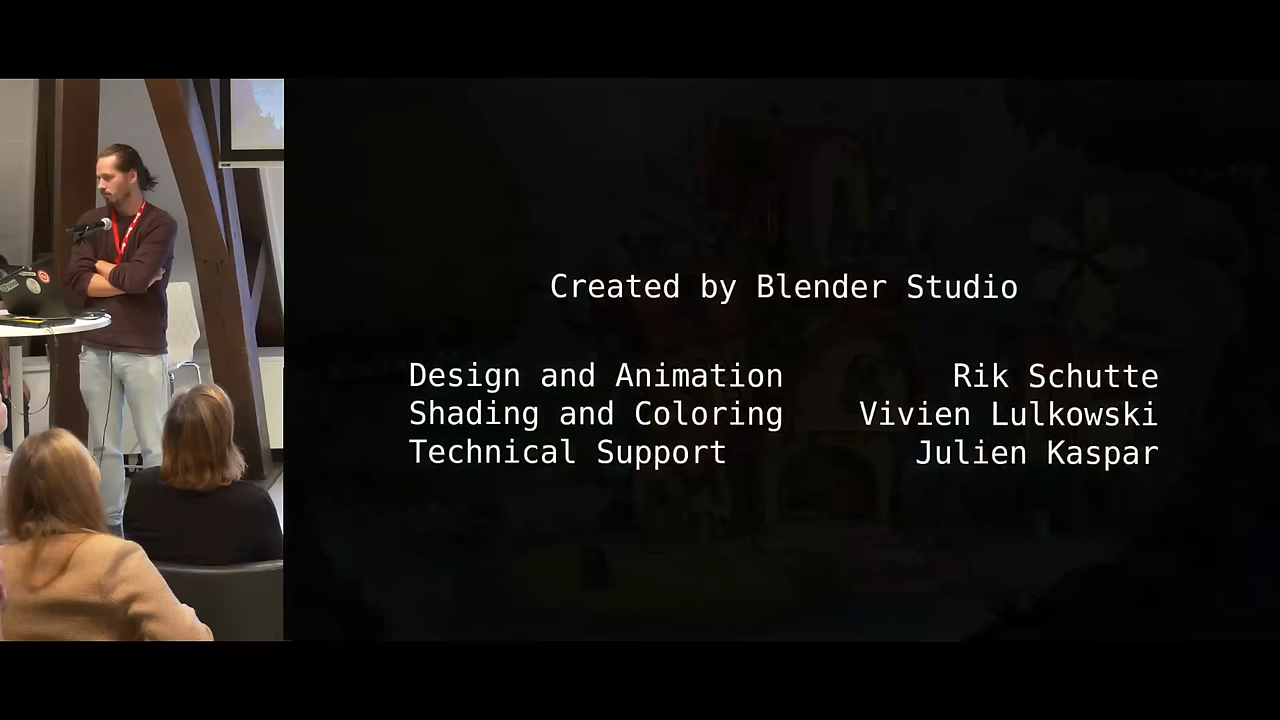 Created by Blender Studio
Design and Animation Rik Schutte
Shading and Coloring Vivien Lulkowski
Technical Support Julien Kaspar